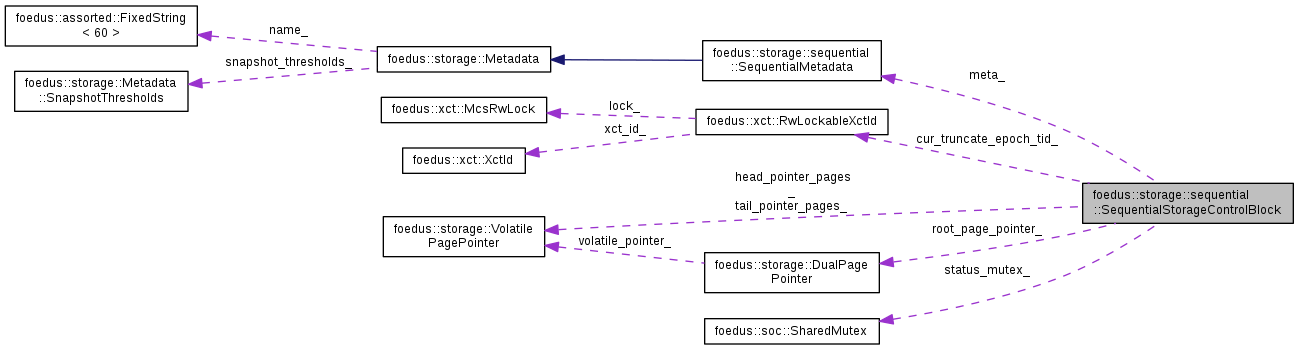 foedus::assorted::FixedString
< 60 >
name_
snapshot_thresholds_
foedus::storage::Metadata
::SnapshotThresholds
foedus::storage::Metadata
foedus::storage::sequential
::SequentialMetadata
meta_
foedus::xct::McsRwLock
lock_
xct_id_
foedus::xct::RwLockableXctId
foedus::xct::XctId
cur_truncate_epoch_tid_
head_pointer_pages
_
tail_pointer_pages_
foedus::storage::sequential
::SequentialStorageControlBlock
foedus::storage::Volatile
PagePointer
volatile_pointer_
root_page_pointer_
foedus::storage::DualPage
Pointer
status_mutex_
foedus::soc::SharedMutex